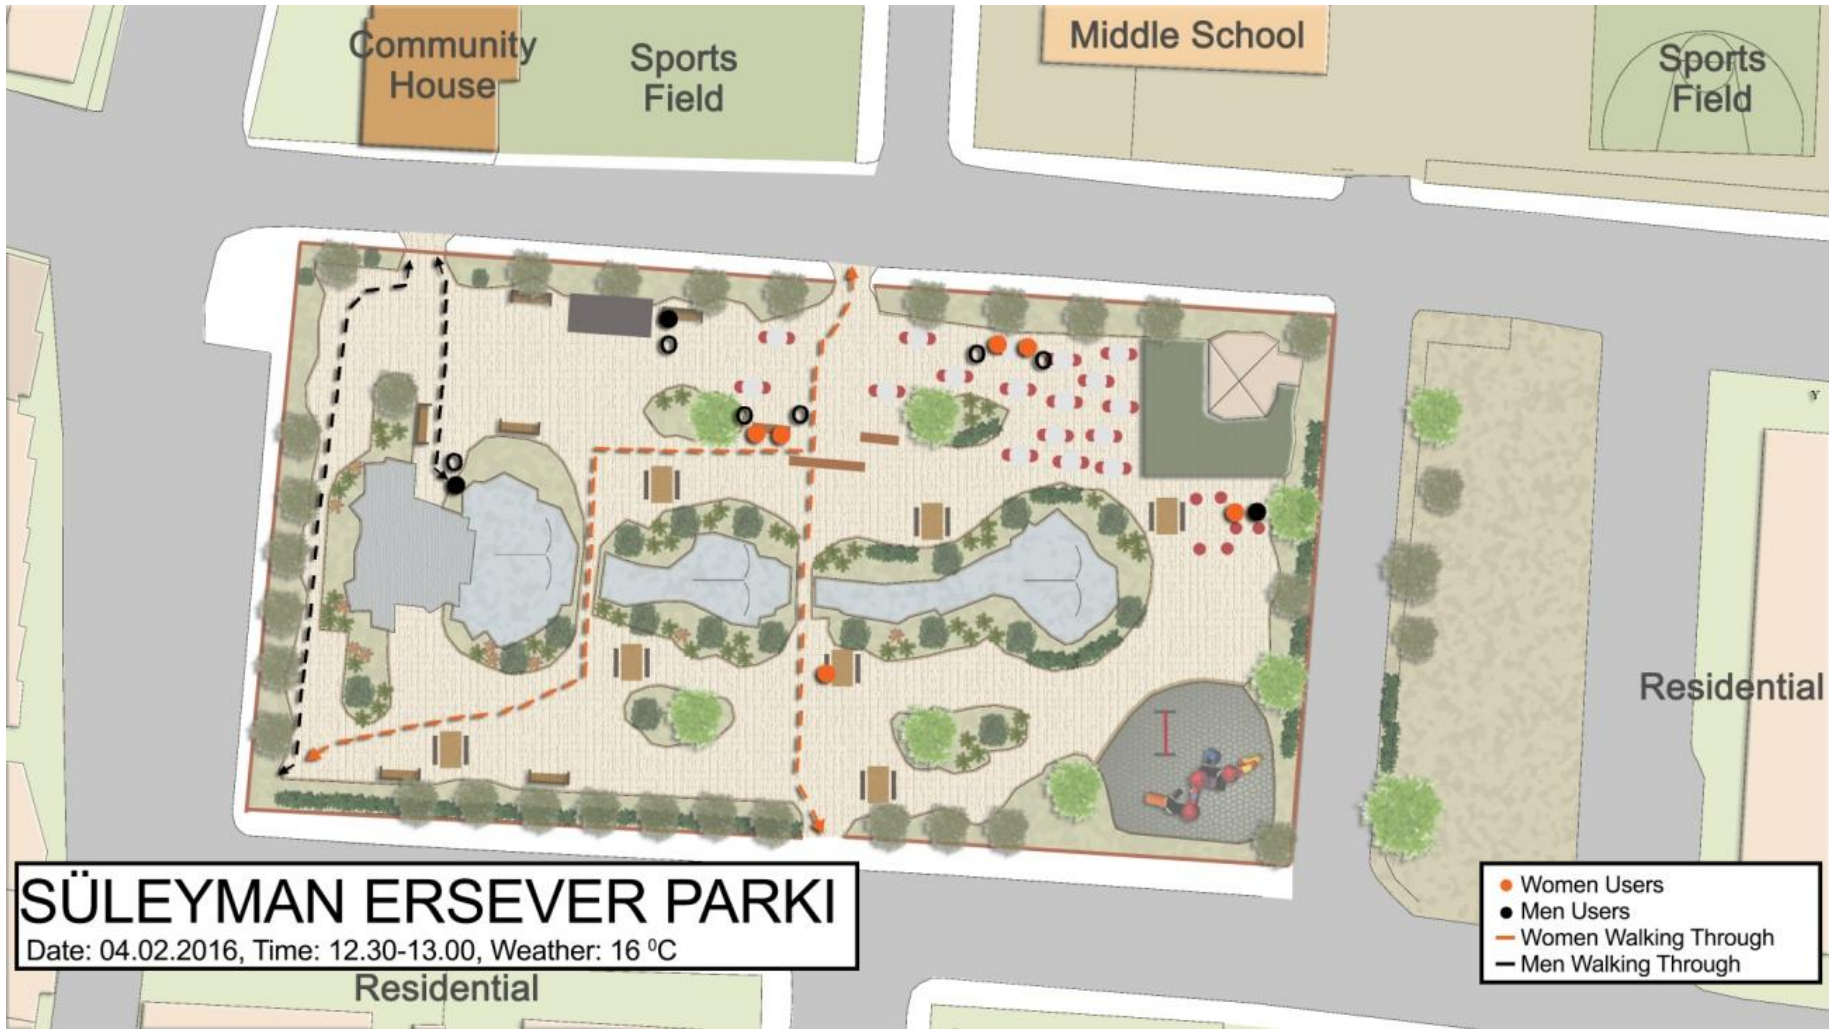 Community
House
Sports
Field
Middle School
Sports
Field
Y
O
O
O
O
O
O
Residential
SÜLEYMAN ERSEVER PARKI
Date: 04.02.2016, Time: 12.30-13.00, Weather: 16 ⁰C
Women Users
Men Users
Women Walking Through
Men Walking Through
Residential